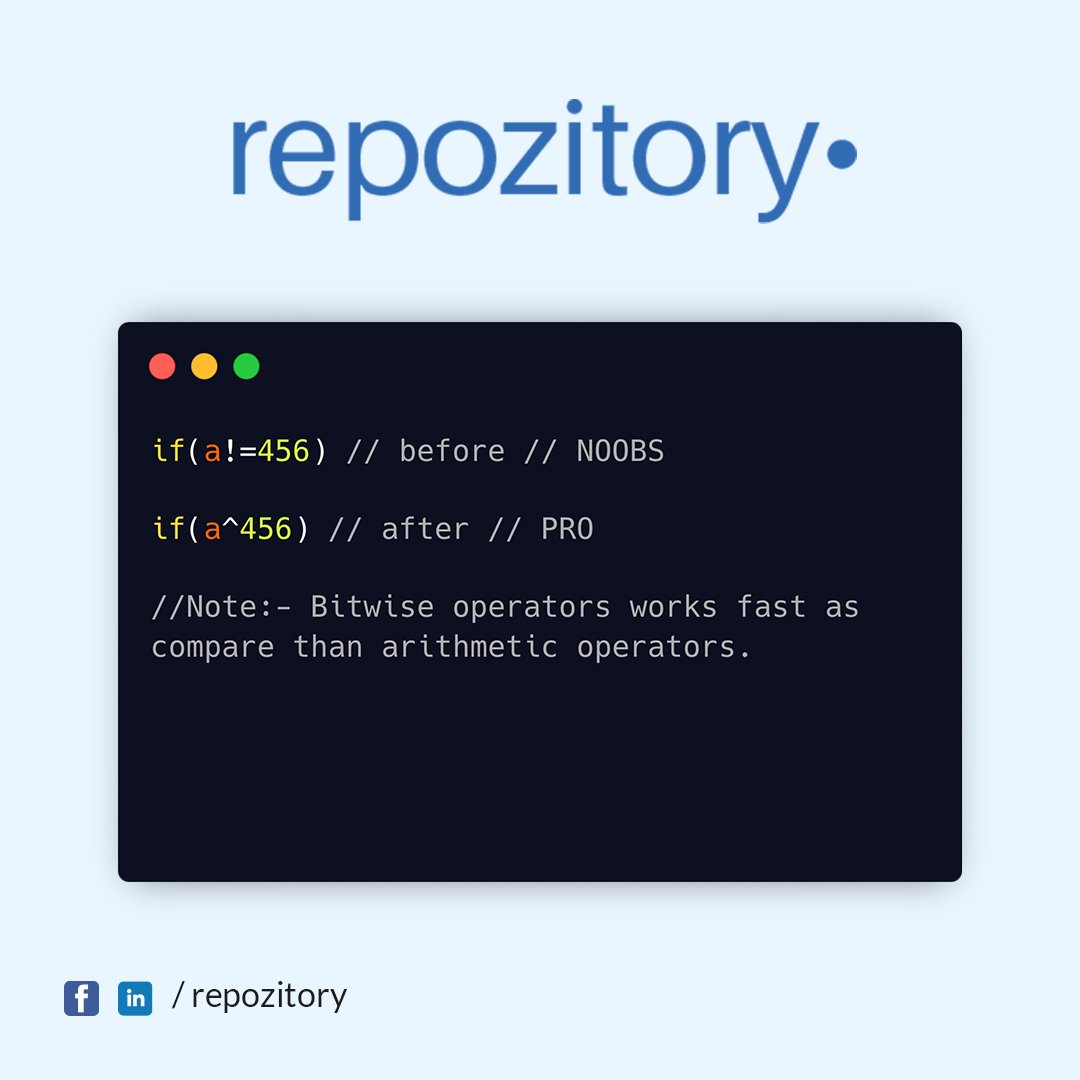 repozitory•
if(a!=456) // before // NOOBS
if(a^456) // after // PRO
//Note:- Bitwise operators works fast as
compare than arithmetic operators.
f in / repozitory